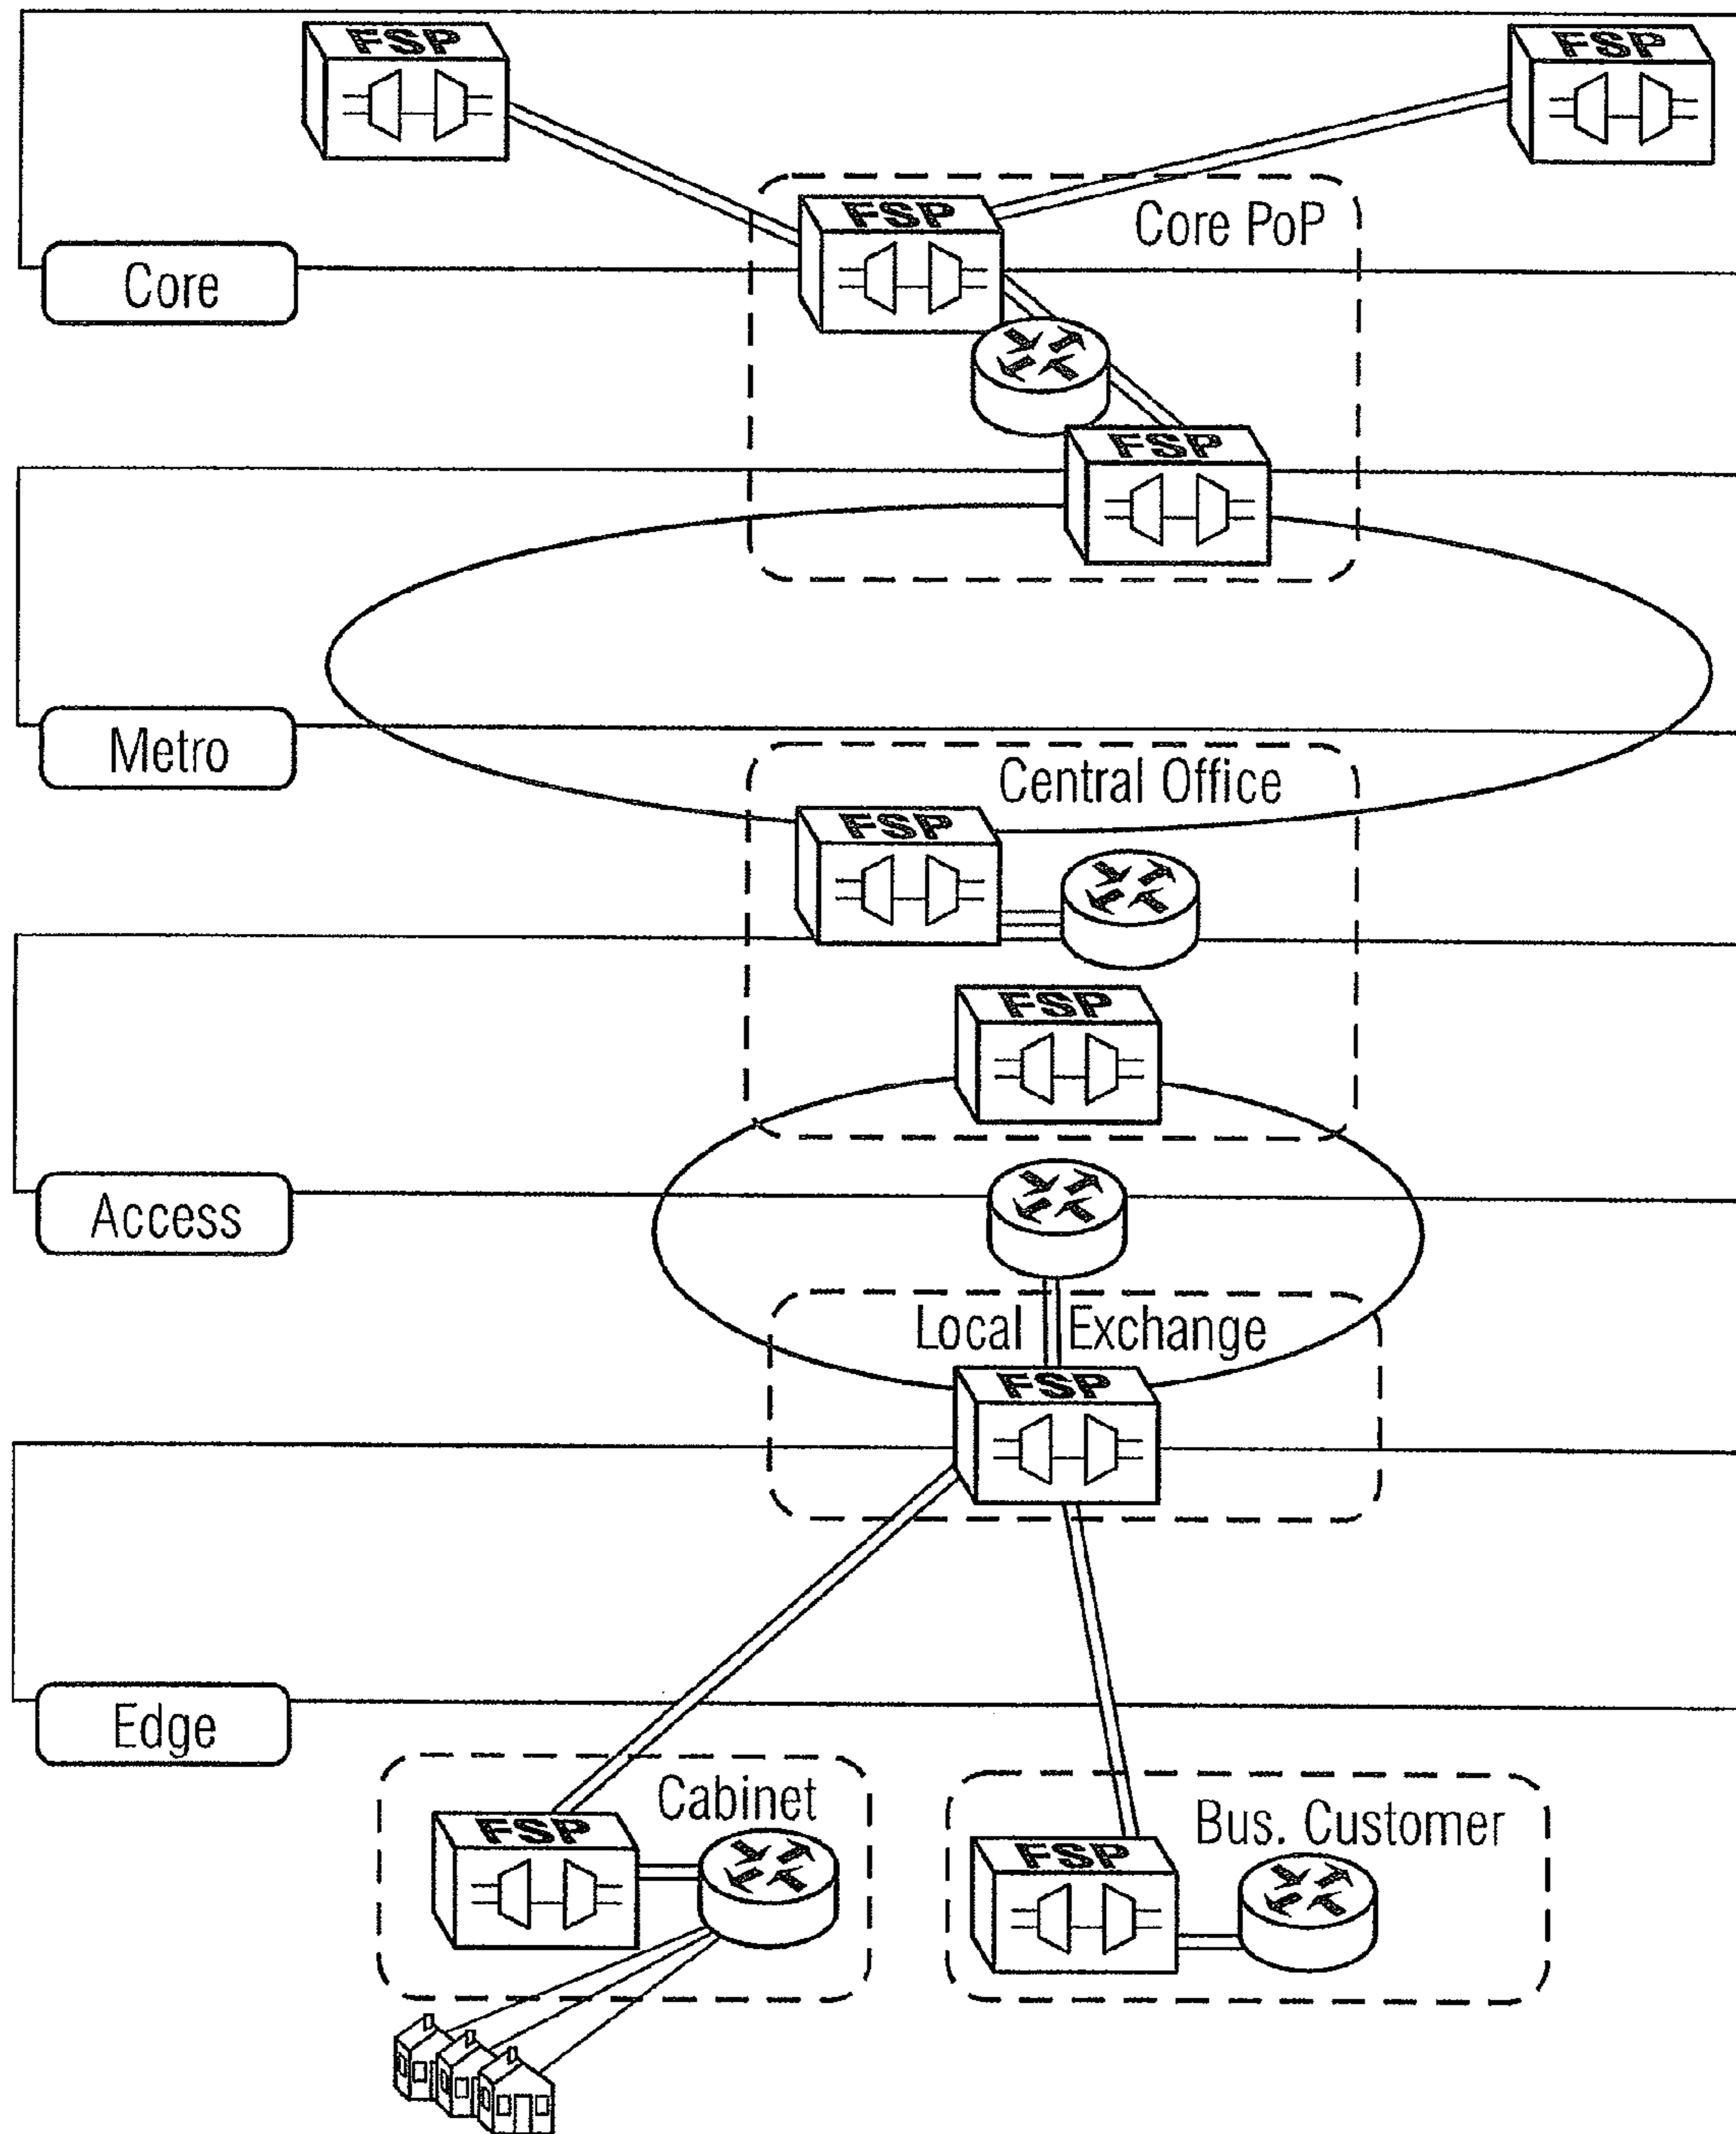 FSP
FSP
FSP
Core PoP
Core
FSP
Metro
Central Office
FSP
FSP
Access
Local Exchange
FSP
Edge
Cabinet
FSP
Bus. Customer
FSP